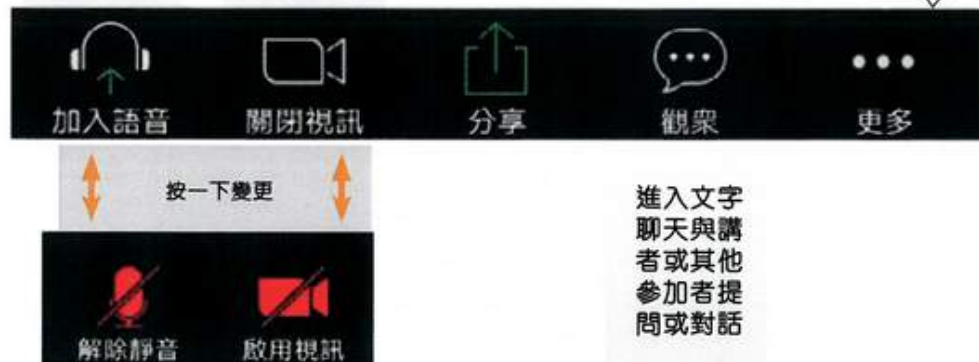 加入語音 關閉視訊 分享 觀衆 更多
按一下變更
解除靜音 啟用視訊
進入文字
聊天與講
者或其他
參加者提
問或對話